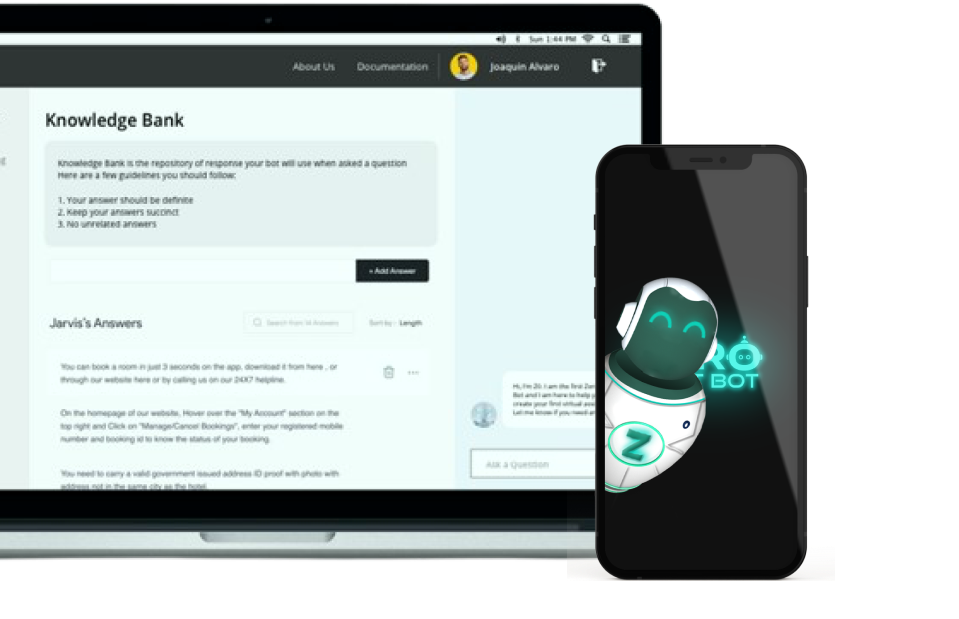 Sun 1:44 PM
About Us
Documentation
Joaquin Alvaro
Knowledge Bank
Knowledge Bank is the repository of response your bot will use when asked a question
Here are a few guidelines you should follow:
1. Your answer should be definite
2. Keep your answers succinct
3. No unrelated answers
+ Add Answer
Jarvis's Answers
Search from 16 Answers
Sort by : Length
You can book a room in just 3 seconds on the app, download it from here , or
through our website here or by calling us on our 24X7 helpline.
On the homepage of our website, Hover over the "My Account" section on the
top right and Click on "Manage/Cancel Bookings", enter your registered mobile
number and booking id to know the status of your booking.
You need to carry a valid government issued address ID proof with photo with
address not in the same city as the hotel.
Hi, I'm Z0. I am the first Zer
Bot and I am here to help y
create your first virtual ass
Let me know if you need an
Ask a Question
RO
BOT
Z